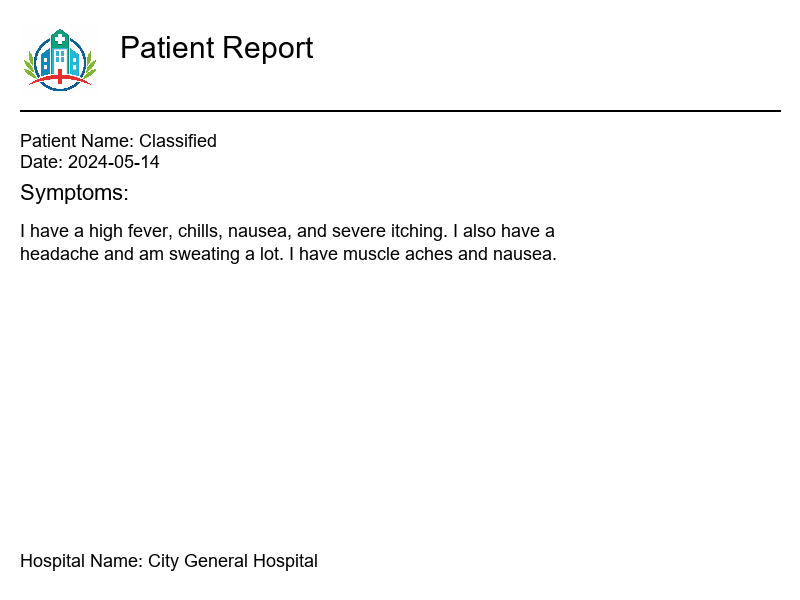 Patient Report
Patient Name: Classified
Date: 2024-05-14
Symptoms:
I have a high fever, chills, nausea, and severe itching. I also have a
headache and am sweating a lot. I have muscle aches and nausea.
Hospital Name: City General Hospital